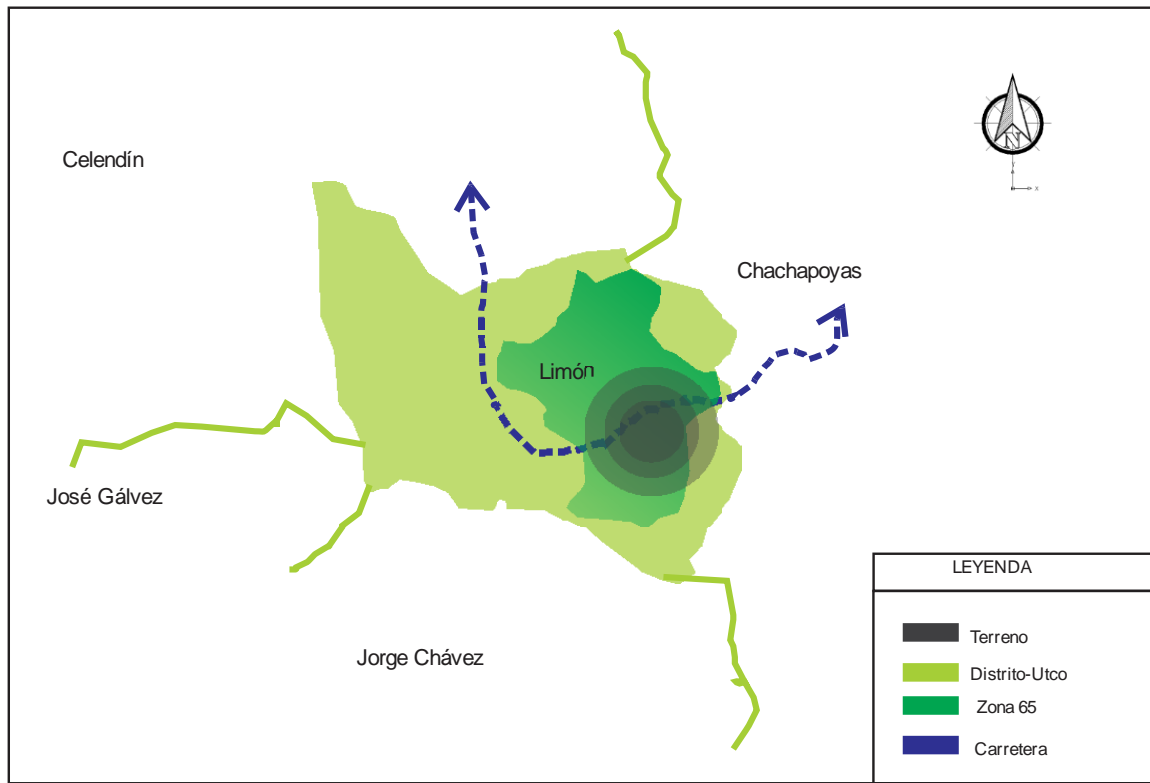 Celendín
N
Y
X
Chachapoyas
Limón
José Gálvez
Jorge Chávez
LEYENDA
Terreno
Distrito-Utco
Zona 65
Carretera